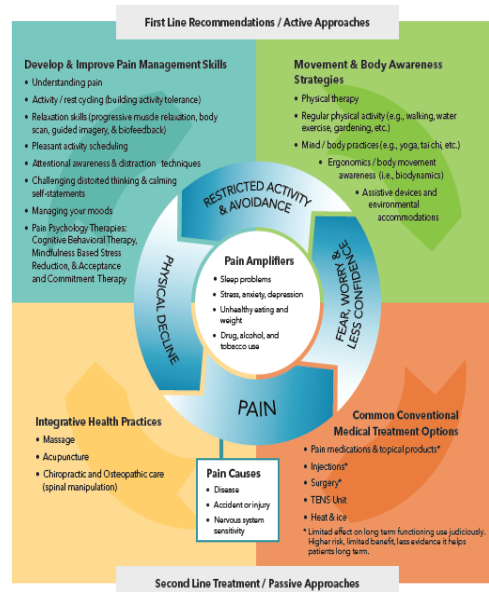 First Line Recommendations / Active Approaches
Develop & Improve Pain Management Skills
• Understanding pain
• Activity / rest cycling (building activity tolerance)
• Relaxation skills (progressive muscle relaxation, body
scan, guided imagery, & biofeedback)
• Pleasant activity scheduling
• Attentional awareness & distraction techniques
• Challenging distorted thinking & calming
self-statements
• Managing your moods
• Pain Psychology Therapies:
Cognitive Behavioral Therapy,
Mindfulness Based Stress
Reduction, & Acceptance
and Commitment Therapy
Movement & Body Awareness
Strategies
• Physical therapy
• Regular physical activity (e.g., walking, water
exercise, gardening, etc.)
• Mind / body practices (e.g., yoga, tai chi, etc.)
• Ergonomics / body movement
awareness (i.e., biodynamics)
• Assistive devices and
environmental
accommodations
RESTRICTED ACTIVITY
& AVOIDANCE
FEAR, WORRY &
LESS CONFIDENCE
PAIN
PHYSICAL DECLINE
Pain Amplifiers
• Sleep problems
• Stress, anxiety, depression
• Unhealthy eating and
weight
• Drug, alcohol, and
tobacco use
Integrative Health Practices
• Massage
• Acupuncture
• Chiropractic and Osteopathic care
(spinal manipulation)
Pain Causes
• Disease
• Accident or injury
• Nervous system
sensitivity
Common Conventional
Medical Treatment Options
• Pain medications & topical products*
• Injections*
• Surgery*
• TENS Unit
• Heat & ice
* Limited effect on long term functioning use judiciously.
Higher risk, limited benefit, less evidence it helps
patients long term.
Second Line Treatment / Passive Approaches